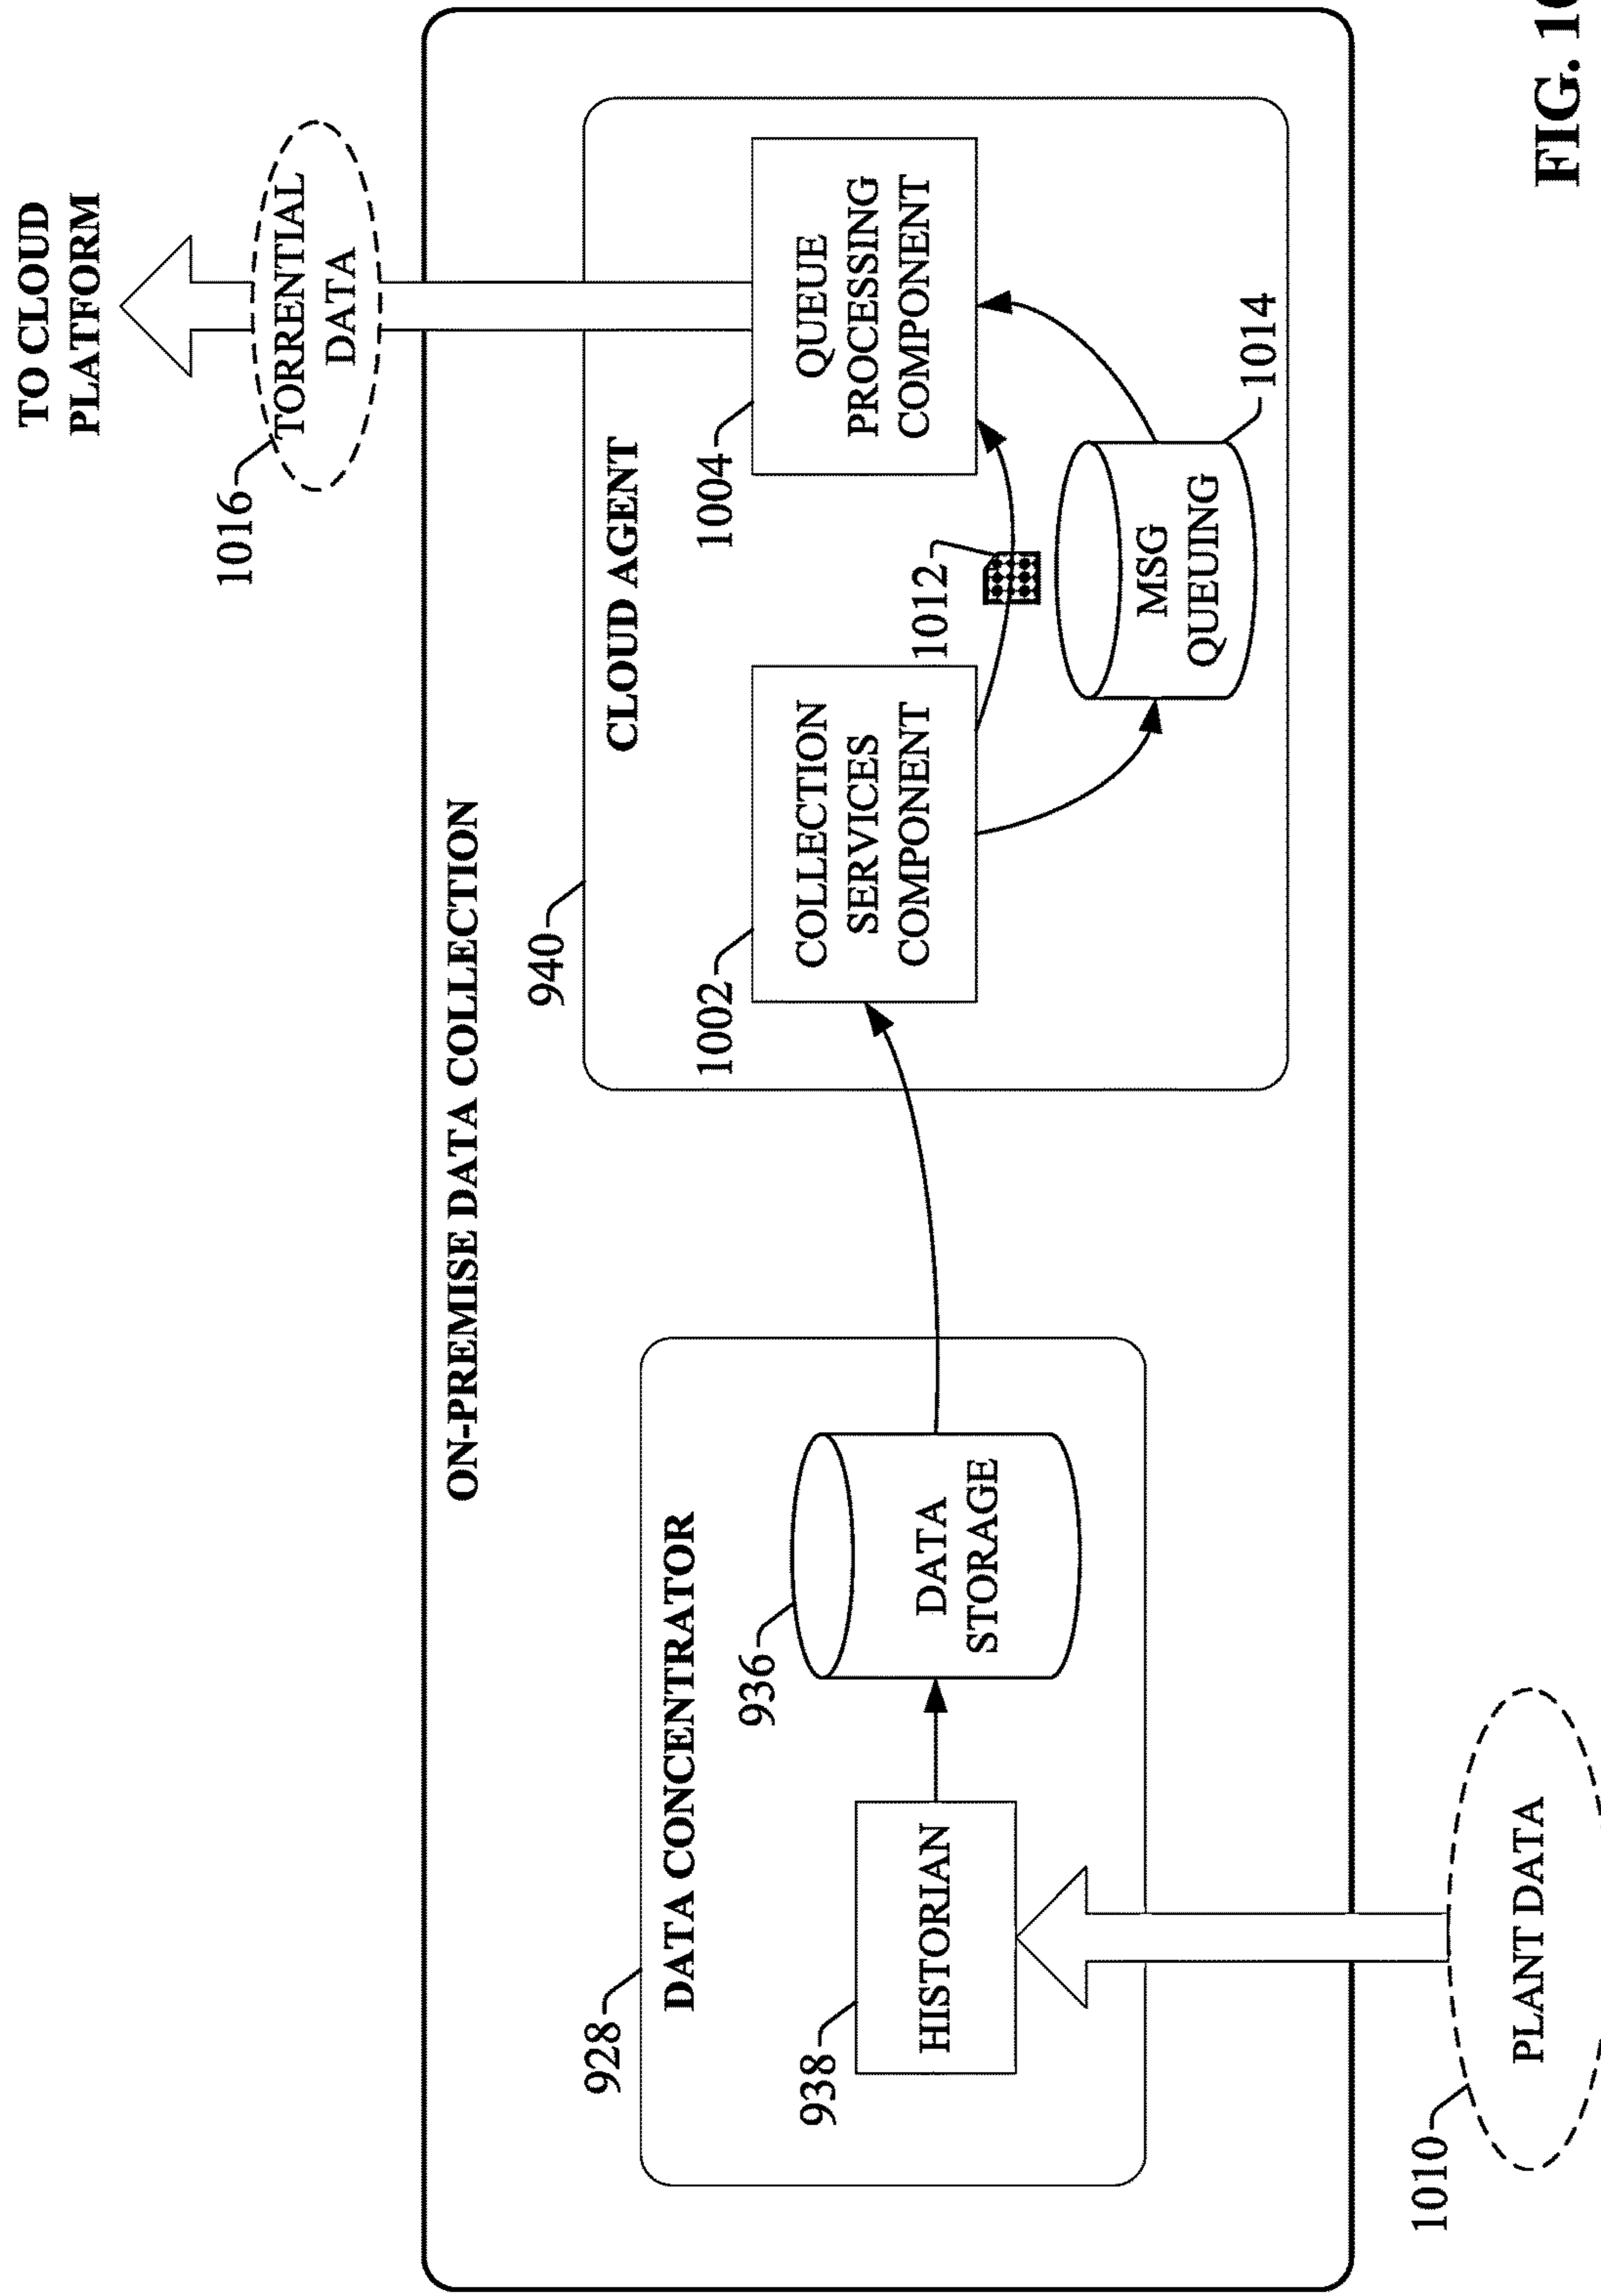 TO CLOUD
PLATFORM
1016
TORRENTIAL
DATA
ON-PREMISE DATA COLLECTION
940
CLOUD AGENT
928
DATA CONCENTRATOR
1002
COLLECTION
SERVICES
COMPONENT
1004
QUEUE
PROCESSING
COMPONENT
936
DATA
STORAGE
938
HISTORIAN
1012
MSG
QUEUING
1014
1010
PLANT DATA
FIG. 10